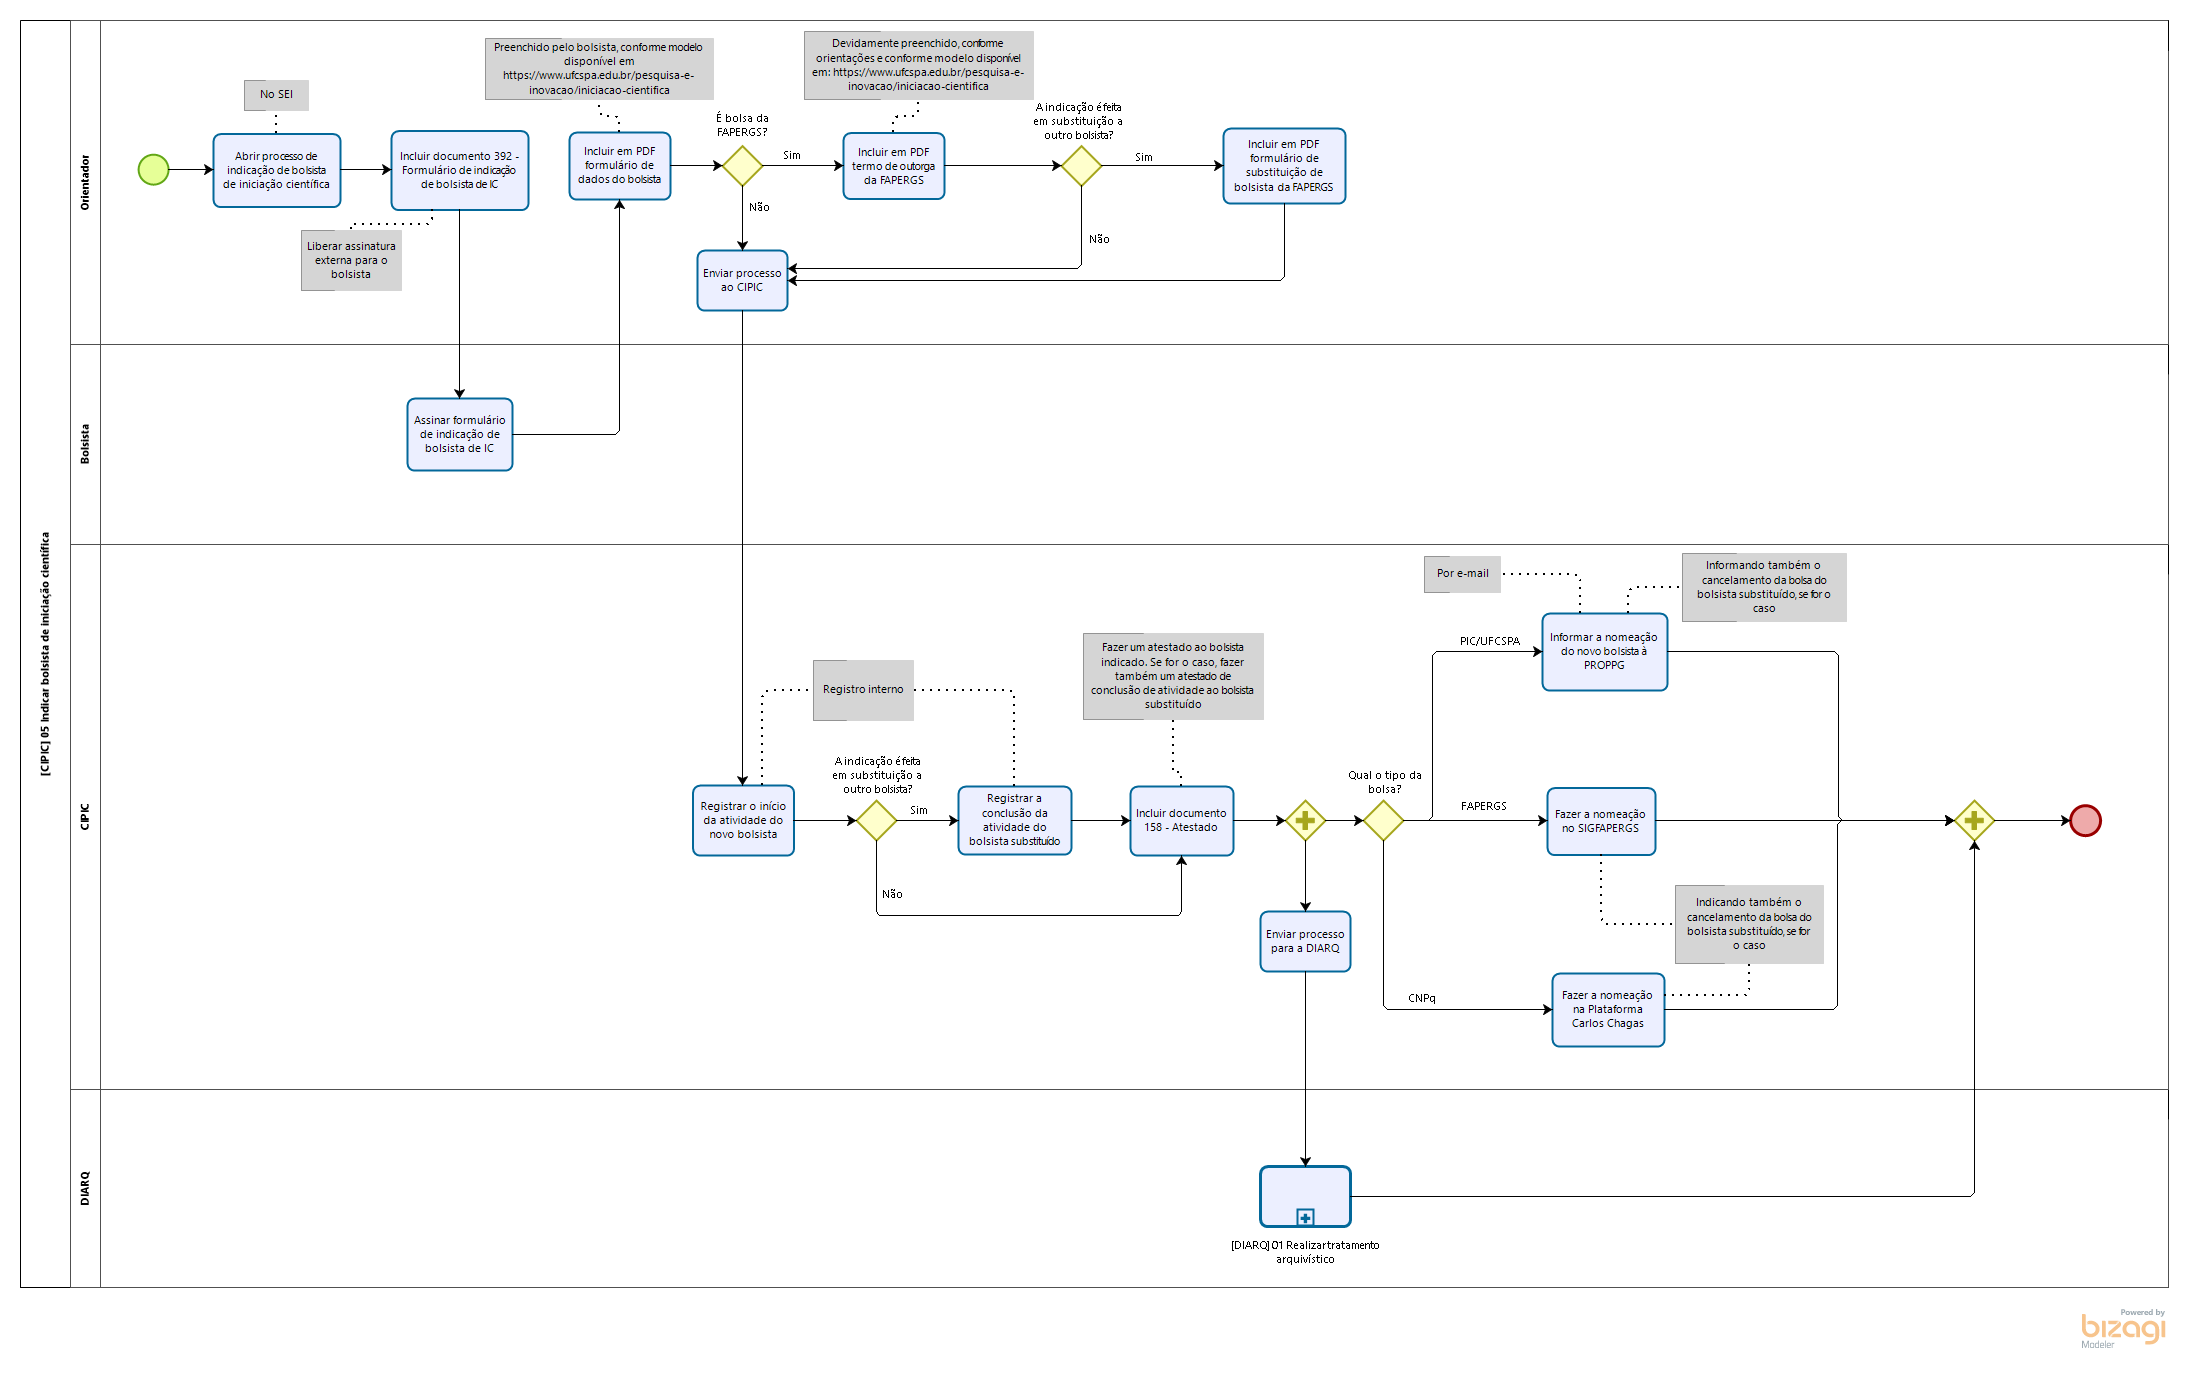 [CIPIC] 05 Indicar bolsista de iniciação científica
Orientador
No SEI
Abrir processo de
indicação de bolsista
de iniciação científica
Incluir documento 392 -
Formulário de indicação
de bolsista de IC
Liberar assinatura
externa para o
bolsista
Preenchido pelo bolsista, conforme modelo
disponível em
https://www.ufcspa.edu.br/pesquisa-e-
inovacao/iniciacao-cientifica
Incluir em PDF
formulário de
dados do bolsista
É bolsa da
FAPERGS?
Sim
Não
Devidamente preenchido, conforme
orientações e conforme modelo disponível
em: https://www.ufcspa.edu.br/pesquisa-e-
inovacao/iniciacao-cientifica
Incluir em PDF
termo de outorga
da FAPERGS
A indicação é feita
em substituição a
outro bolsista?
Sim
Não
Incluir em PDF
formulário de
substituição de
bolsista da FAPERGS
Enviar processo
ao CIPIC
Bolsista
Assinar formulário
de indicação de
bolsista de IC
CIPIC
Registro interno
Registrar o início
da atividade do
novo bolsista
A indicação é feita
em substituição a
outro bolsista?
Sim
Não
Registrar a
conclusão da
atividade do
bolsista substituído
Fazer um atestado ao bolsista
indicado. Se for o caso, fazer
também um atestado de
conclusão de atividade ao bolsista
substituído
Incluir documento
158 - Atestado
Enviar processo
para a DIARQ
Qual o tipo da
bolsa?
PIC/UFCSPA
FAPERGS
CNPq
Por e-mail
Informando também o
cancelamento da bolsa do
bolsista substituído, se for o
caso
Informar a nomeação
do novo bolsista à
PROPPG
Fazer a nomeação
no SIGFAPERGS
Indicando também o
cancelamento da bolsa do
bolsista substituído, se for
o caso
Fazer a nomeação
na Plataforma
Carlos Chagas
DIARQ
[DIARQ] 01 Realizar tratamento
arquivístico
Powered by
bizagi
Modeler